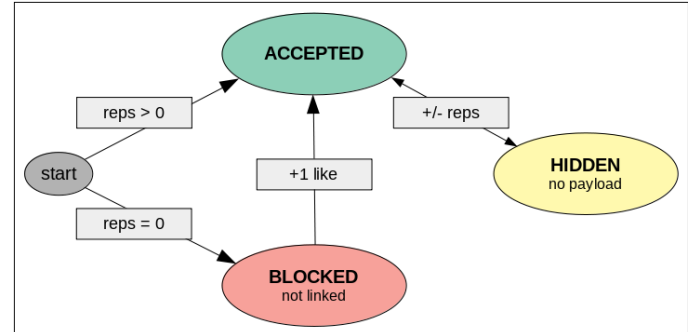 ACCEPTED
reps > 0
+/- reps
start
+1 like
HIDDEN
no payload
reps = 0
BLOCKED
not linked